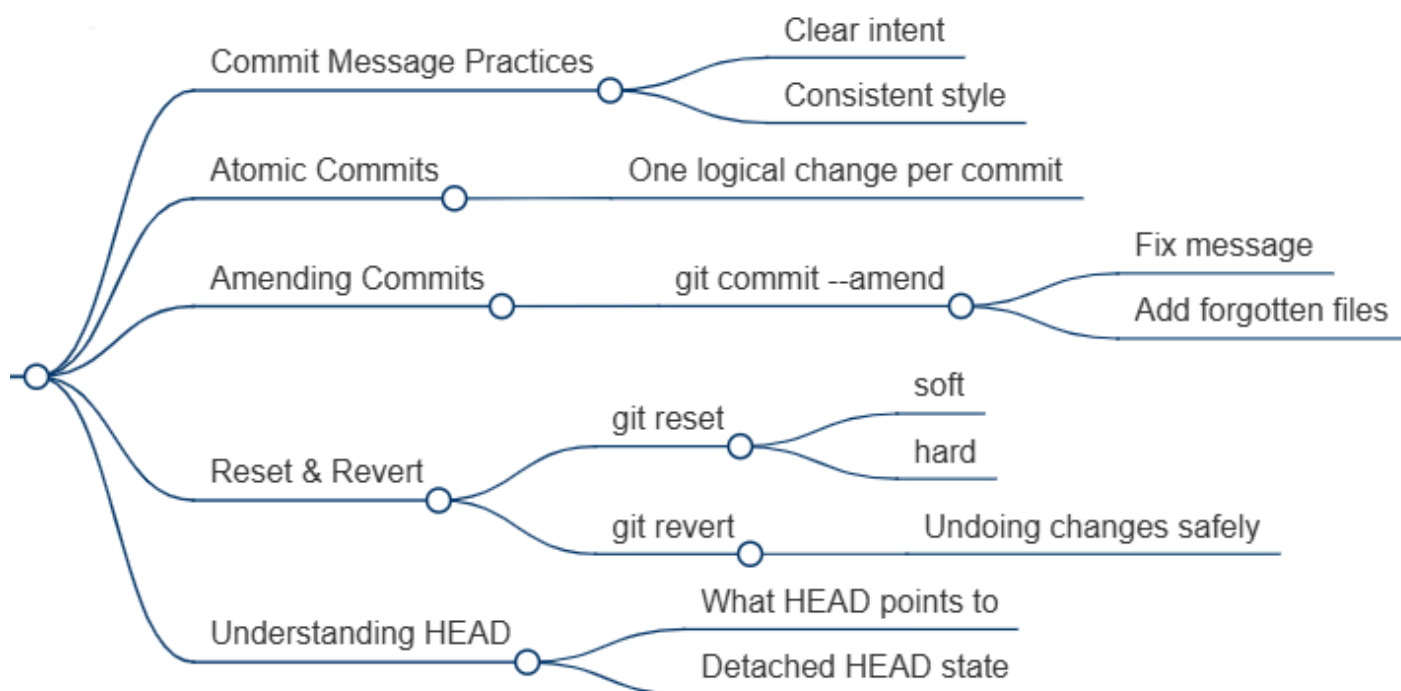 Commit Message Practices
Clear intent
Consistent style
Atomic Commits
One logical change per commit
Amending Commits
git commit --amend
Fix message
Add forgotten files
Reset & Revert
git reset
soft
hard
git revert
Undoing changes safely
Understanding HEAD
What HEAD points to
Detached HEAD state